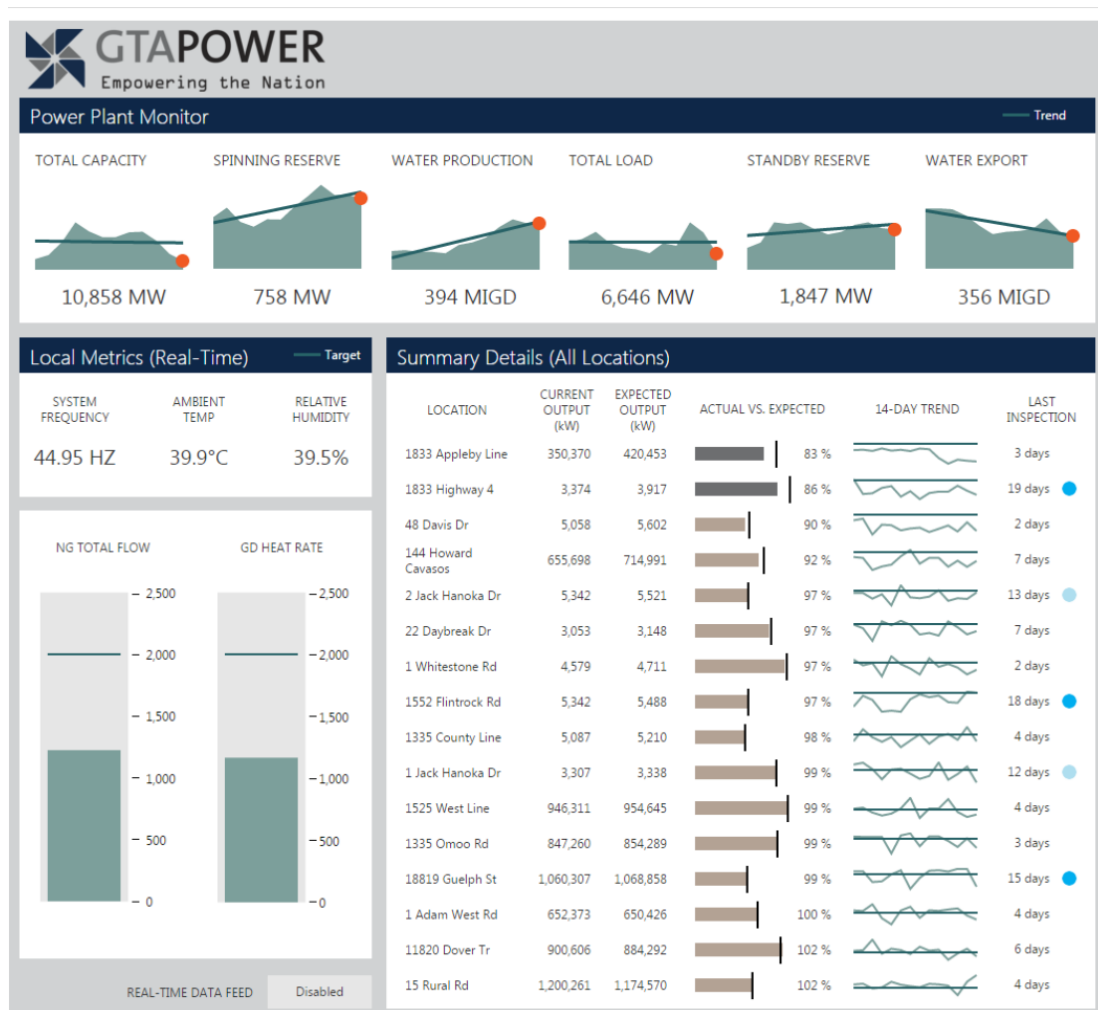 GTAPOWER
Empowering the Nation
Power Plant Monitor
Trend
TOTAL CAPACITY
SPINNING RESERVE
WATER PRODUCTION
TOTAL LOAD
STANDBY RESERVE
WATER EXPORT
10,858 MW
758 MW
394 MIGD
6,646 MW
1,847 MW
356 MIGD
Local Metrics (Real-Time)
Target
SYSTEM
FREQUENCY
AMBIENT
TEMP
RELATIVE
HUMIDITY
44.95 HZ
39.9°C
39.5%
NG TOTAL FLOW
2,500
2,000
1,500
1,000
500
0
GD HEAT RATE
2,500
2,000
1,500
1,000
500
0
REAL-TIME DATA FEED
Disabled
Summary Details (All Locations)
LOCATION
CURRENT
OUTPUT
(kW)
EXPECTED
OUTPUT
(kW)
ACTUAL VS. EXPECTED
14-DAY TREND
LAST
INSPECTION
1833 Appleby Line 350,370 420,453 83 % 3 days
1833 Highway 4 3,374 3,917 86 % 19 days
48 Davis Dr 5,058 5,602 90 % 2 days
144 Howard
Cavasos 655,698 714,991 92 % 7 days
2 Jack Hanoka Dr 5,342 5,521 97 % 13 days
22 Daybreak Dr 3,053 3,148 97 % 7 days
1 Whitestone Rd 4,579 4,711 97 % 2 days
1552 Flintrock Rd 5,342 5,488 97 % 18 days
1335 County Line 5,087 5,210 98 % 4 days
1 Jack Hanoka Dr 3,307 3,338 99 % 12 days
1525 West Line 946,311 954,645 99 % 4 days
1335 Omoo Rd 847,260 854,289 99 % 3 days
18819 Guelph St 1,060,307 1,068,858 99 % 15 days
1 Adam West Rd 652,373 650,426 100 % 4 days
11820 Dover Tr 900,606 884,292 102 % 6 days
15 Rural Rd 1,200,261 1,174,570 102 % 4 days